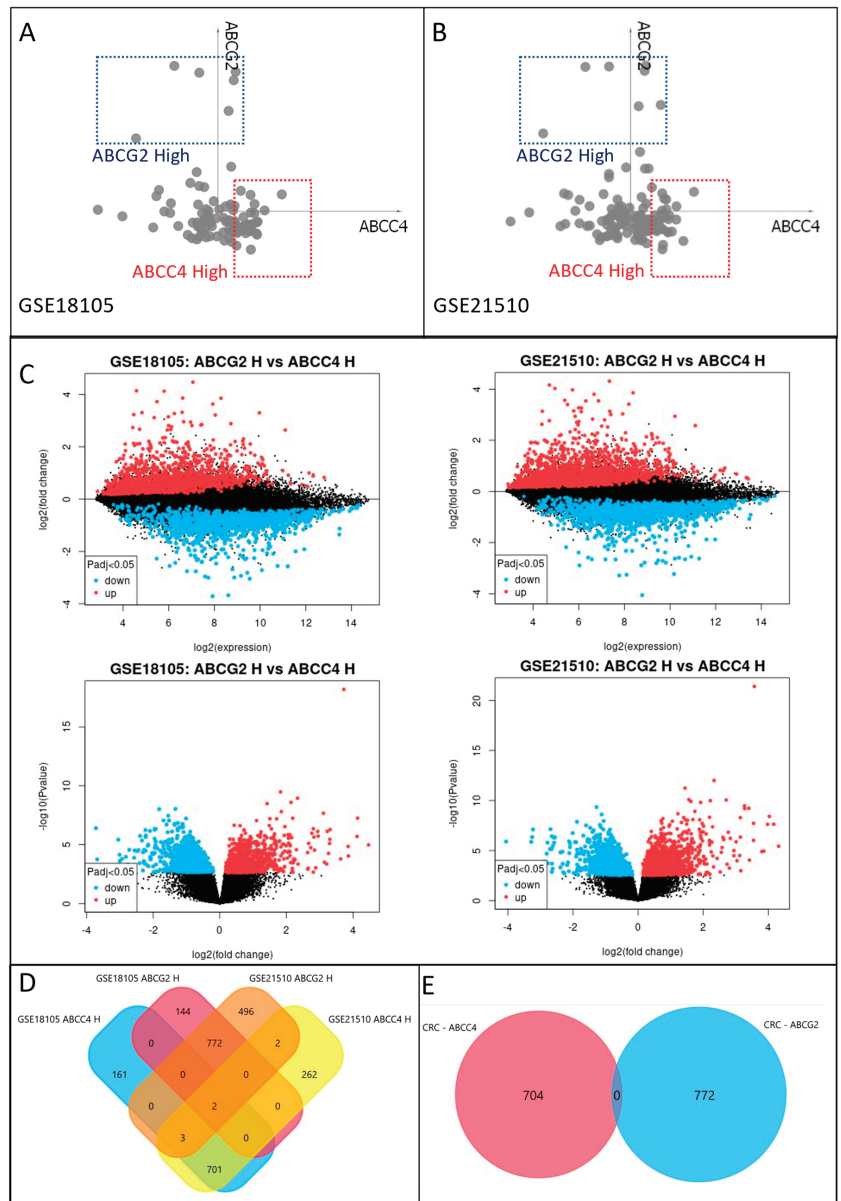 A
ABCG2
ABCG2 High
ABCC4
ABCC4 High
GSE18105
B
ABCG2
ABCG2 High
ABCC4
ABCC4 High
GSE21510
C
GSE18105: ABCG2 H vs ABCC4 H
log2(fold change)
4
2
0
-2
-4
Padj<0.05
down
up
4 6 8 10 12 14
log2(expression)
GSE21510: ABCG2 H vs ABCC4 H
log2(fold change)
4
2
0
-2
-4
Padj<0.05
down
up
4 6 8 10 12 14
log2(expression)
GSE18105: ABCG2 H vs ABCC4 H
-log10(Pvalue)
15
10
5
0
Padj<0.05
down
up
-4 -2 0 2 4
log2(fold change)
GSE21510: ABCG2 H vs ABCC4 H
-log10(Pvalue)
20
15
10
5
0
Padj<0.05
down
up
-4 -2 0 2 4
log2(fold change)
D
GSE18105 ABCG2 H
GSE21510 ABCG2 H
GSE18105 ABCC4 H
GSE21510 ABCC4 H
144
496
0
772
2
161
0
0
262
0
2
0
3
0
701
E
CRC - ABCC4
CRC - ABCG2
704
0
772